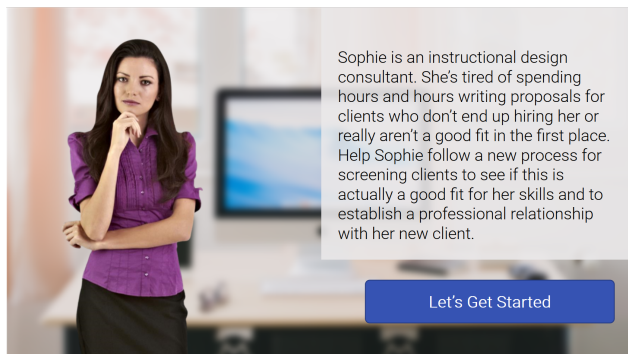 Sophie is an instructional design
consultant. She’s tired of spending
hours and hours writing proposals for
clients who don’t end up hiring her or
really aren’t a good fit in the first place.
Help Sophie follow a new process for
screening clients to see if this is
actually a good fit for her skills and to
establish a professional relationship
with her new client.
Let’s Get Started